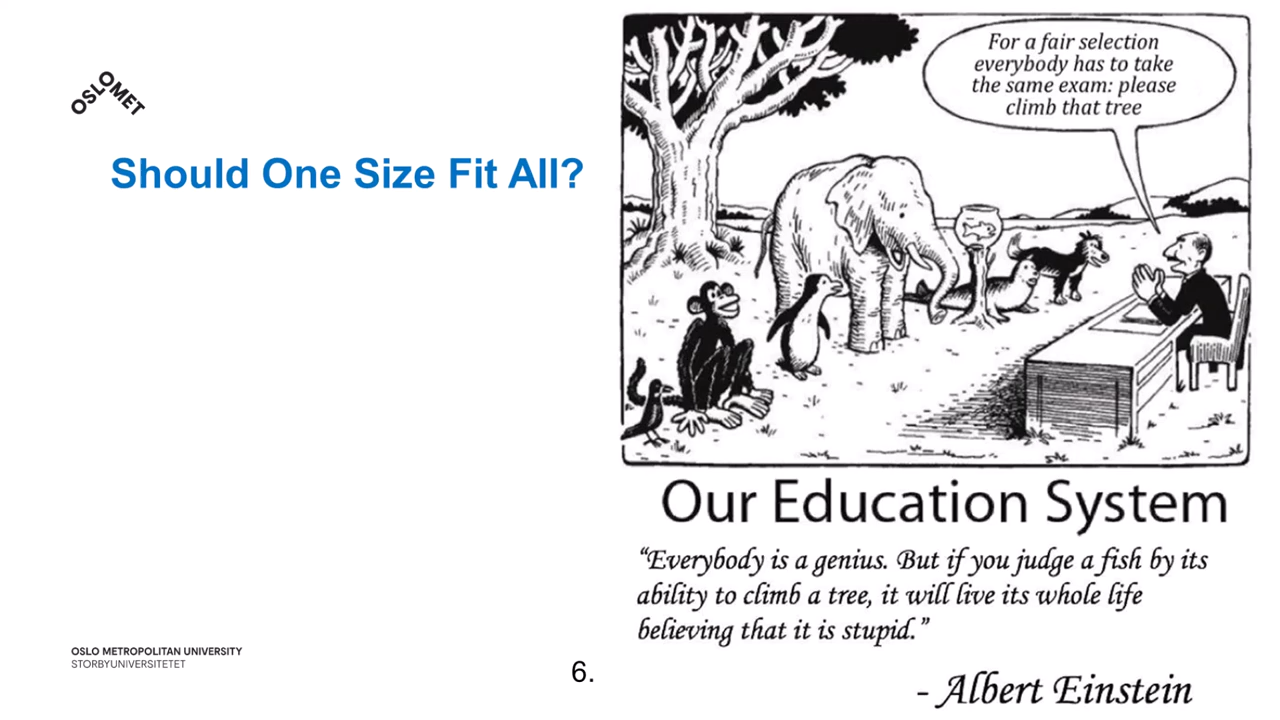 OSLOMET
Should One Size Fit All?
For a fair selection
everybody has to take
the same exam: please
climb that tree
Our Education System
“Everybody is a genius. But if you judge a fish by its
ability to climb a tree, it will live its whole life
believing that it is stupid.”
- Albert Einstein
OSLO METROPOLITAN UNIVERSITY
STORBYUNIVERSITETET
6.